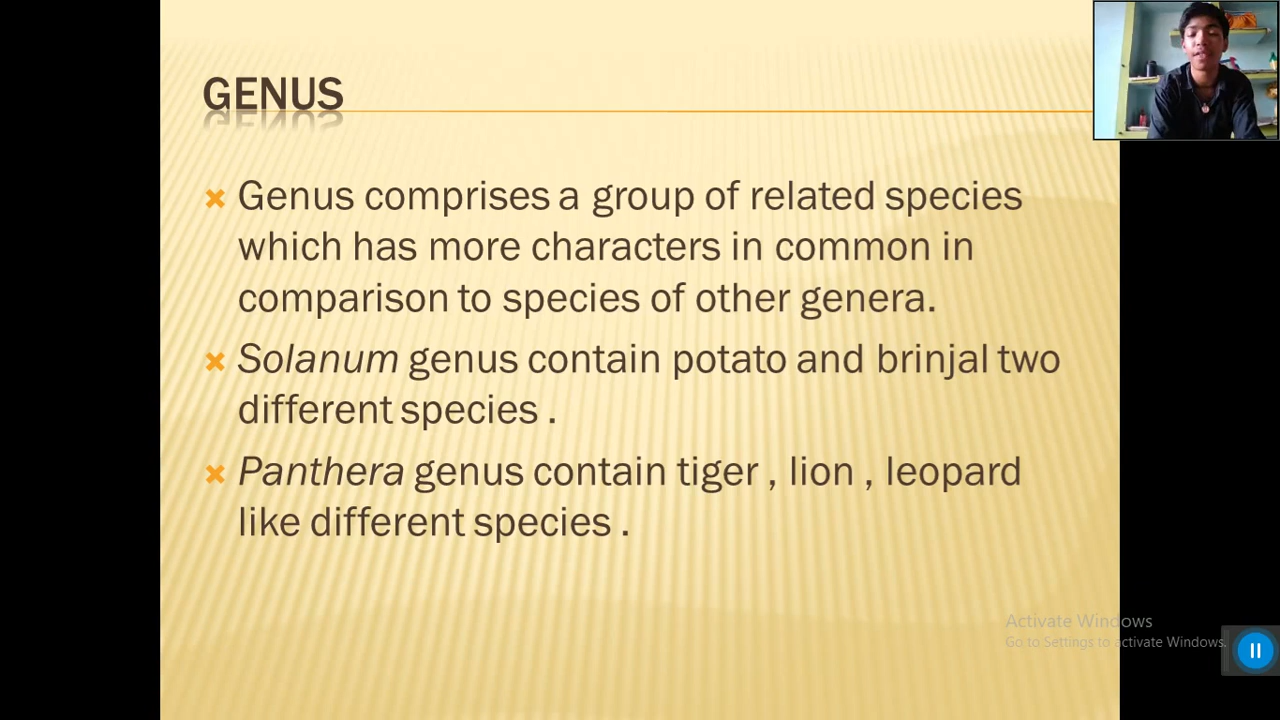 GENUS
Genus comprises a group of related species
which has more characters in common in
comparison to species of other genera.
Solanum genus contain potato and brinjal two
different species .
Panthera genus contain tiger , lion , leopard
like different species .
Activate Windows
Go to Settings to activate Windows.